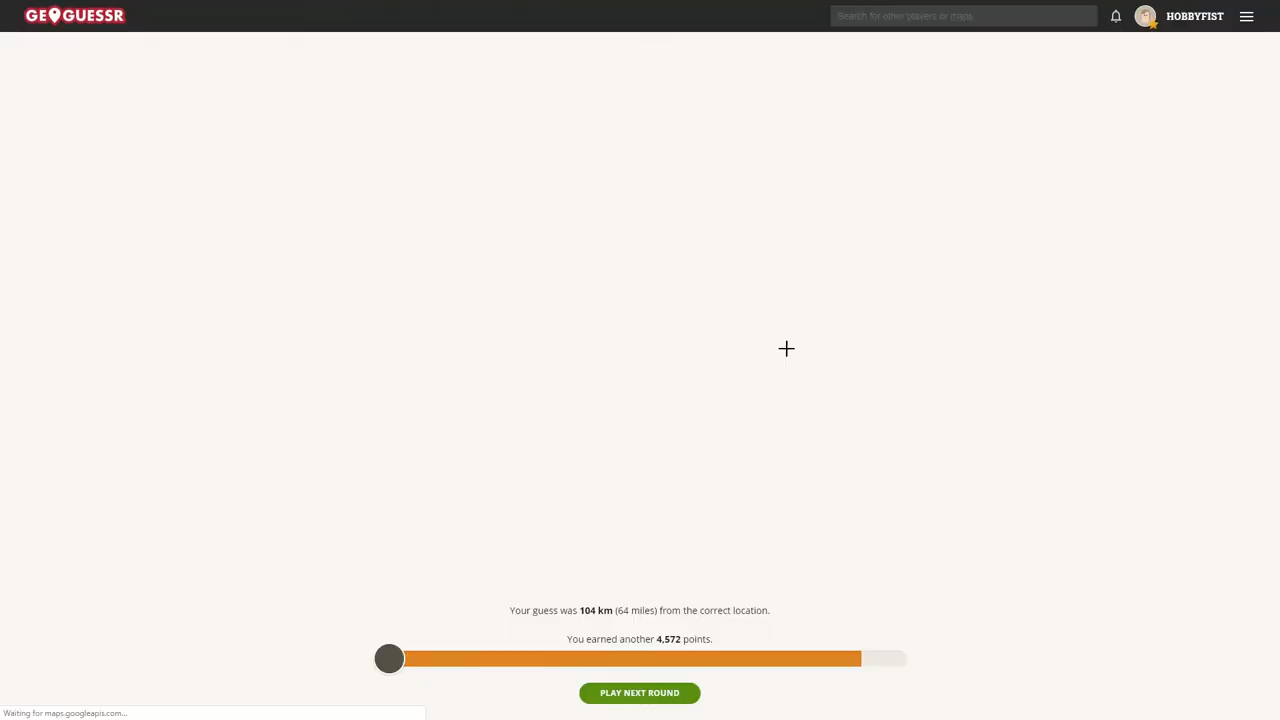 GEOGUESSR
Search for other players or maps
HOBBYFIST
Your guess was 104 km (64 miles) from the correct location.
You earned another 4,572 points.
PLAY NEXT ROUND
Waiting for maps.googleapis.com...